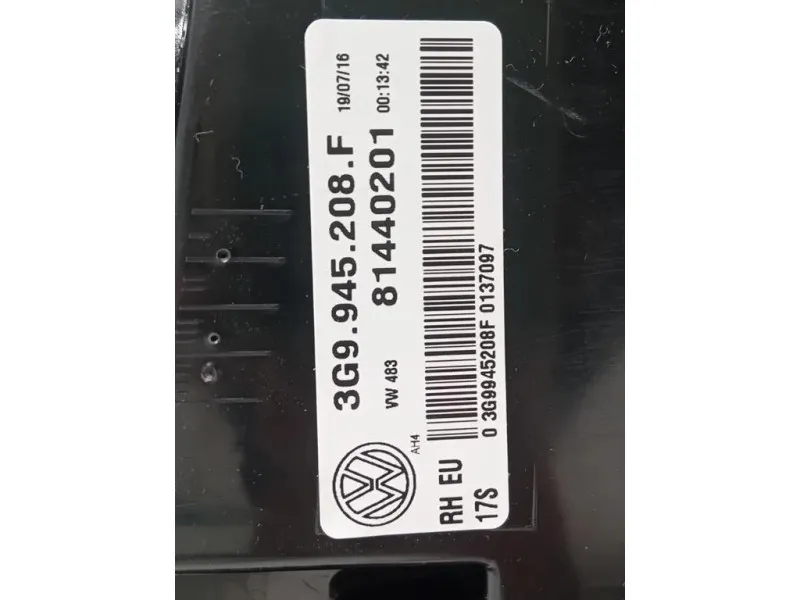 3G9.945.208.F 19/07/16
81440201 00:13:42
VW 483
AH4
RH EU
17S
0 3G9945208F 0137097